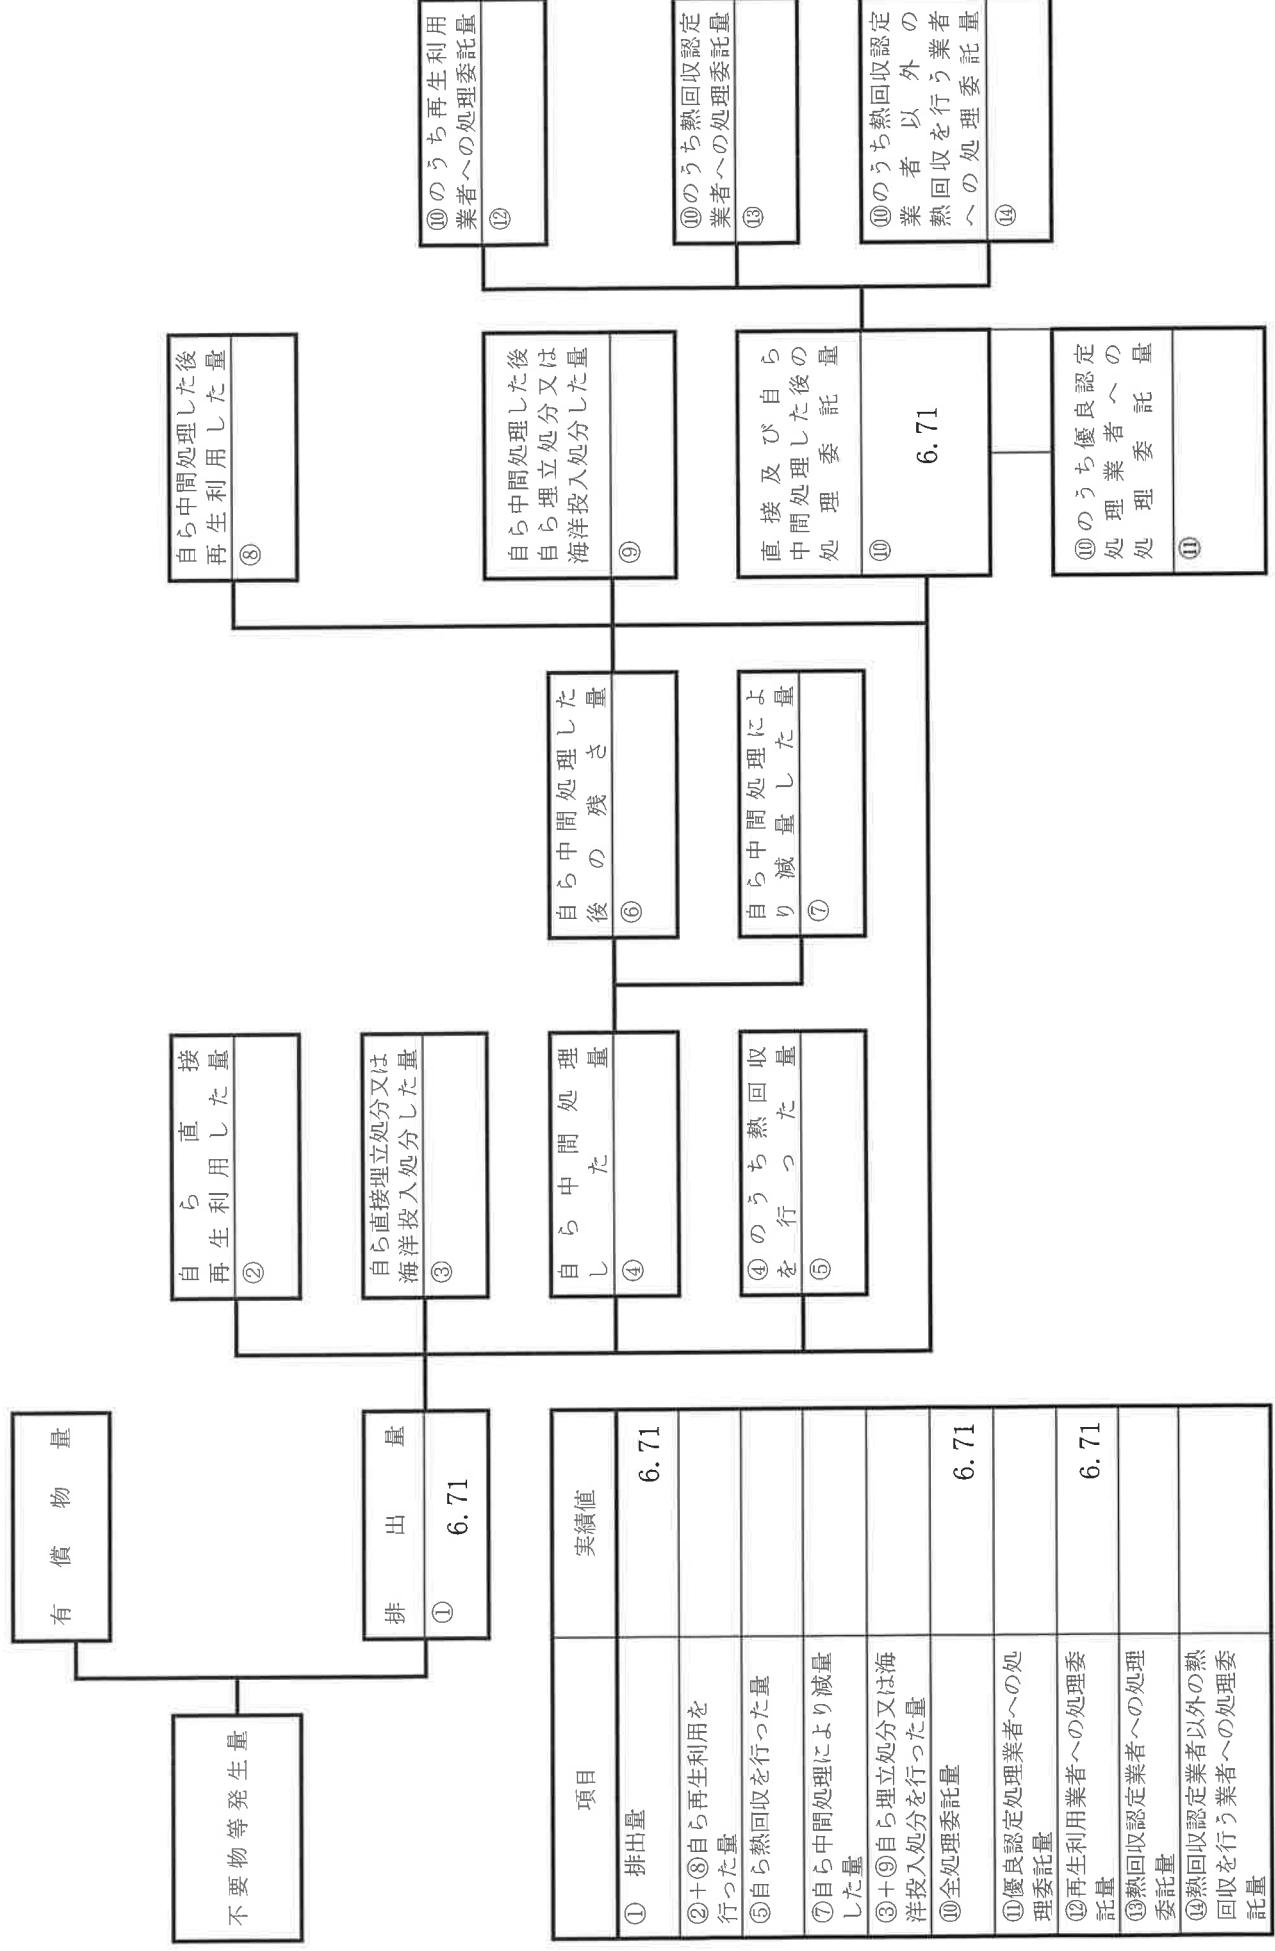 不要物等発生量
有償物量
排出量
①
6.71
自ら直接
再生利用した量
②
自ら直接埋立処分又は
海洋投入処分した量
③
自ら中間処理
した量
④
④のうち熱回収
を行った量
⑤
自ら中間処理した
後の残さ量
⑥
自ら中間処理によ
り減量した量
⑦
自ら中間処理した後
再生利用した量
⑧
自ら中間処理した後
自ら埋立処分又は
海洋投入処分した量
⑨
直接及び自ら
中間処理した後の
処理委託量
⑩
6.71
⑩のうち優良認定
処理業者への
処理委託量
⑪
⑩のうち再生利用
業者への処理委託量
⑫
⑩のうち熱回収認定
業者への処理委託量
⑬
⑩のうち熱回収認定
業者以外の
熱回収を行う業者
への処理委託量
⑭
項目 実績値
① 排出量 6.71
②+⑧自ら再生利用を
行った量
⑤自ら熱回収を行った量
⑦自ら中間処理により減量
した量
③+⑨自ら埋立処分又は海
洋投入処分を行った量
⑩全処理委託量 6.71
⑪優良認定処理業者への処
理委託量
⑫再生利用業者への処理委
託量 6.71
⑬熱回収認定業者への処理
委託量
⑭熱回収認定業者以外の熱
回収を行う業者への処理委
託量